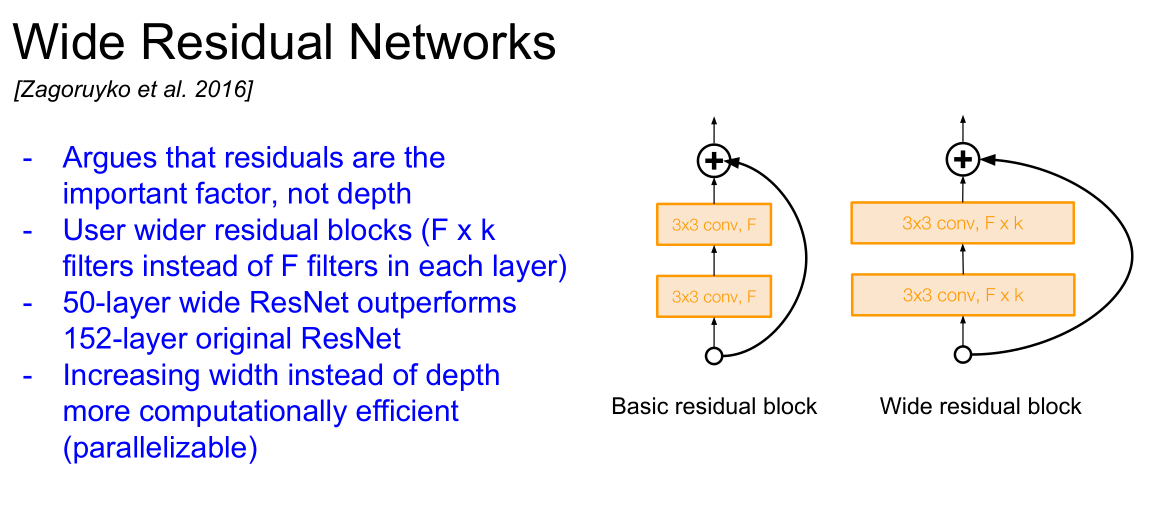 Wide Residual Networks
[Zagoruyko et al. 2016]
- Argues that residuals are the
important factor, not depth
- User wider residual blocks (F x k
filters instead of F filters in each layer)
- 50-layer wide ResNet outperforms
152-layer original ResNet
- Increasing width instead of depth
more computationally efficient
(parallelizable)
+
3x3 conv, F
3x3 conv, F
Basic residual block
+
3x3 conv, F x k
3x3 conv, F x k
Wide residual block